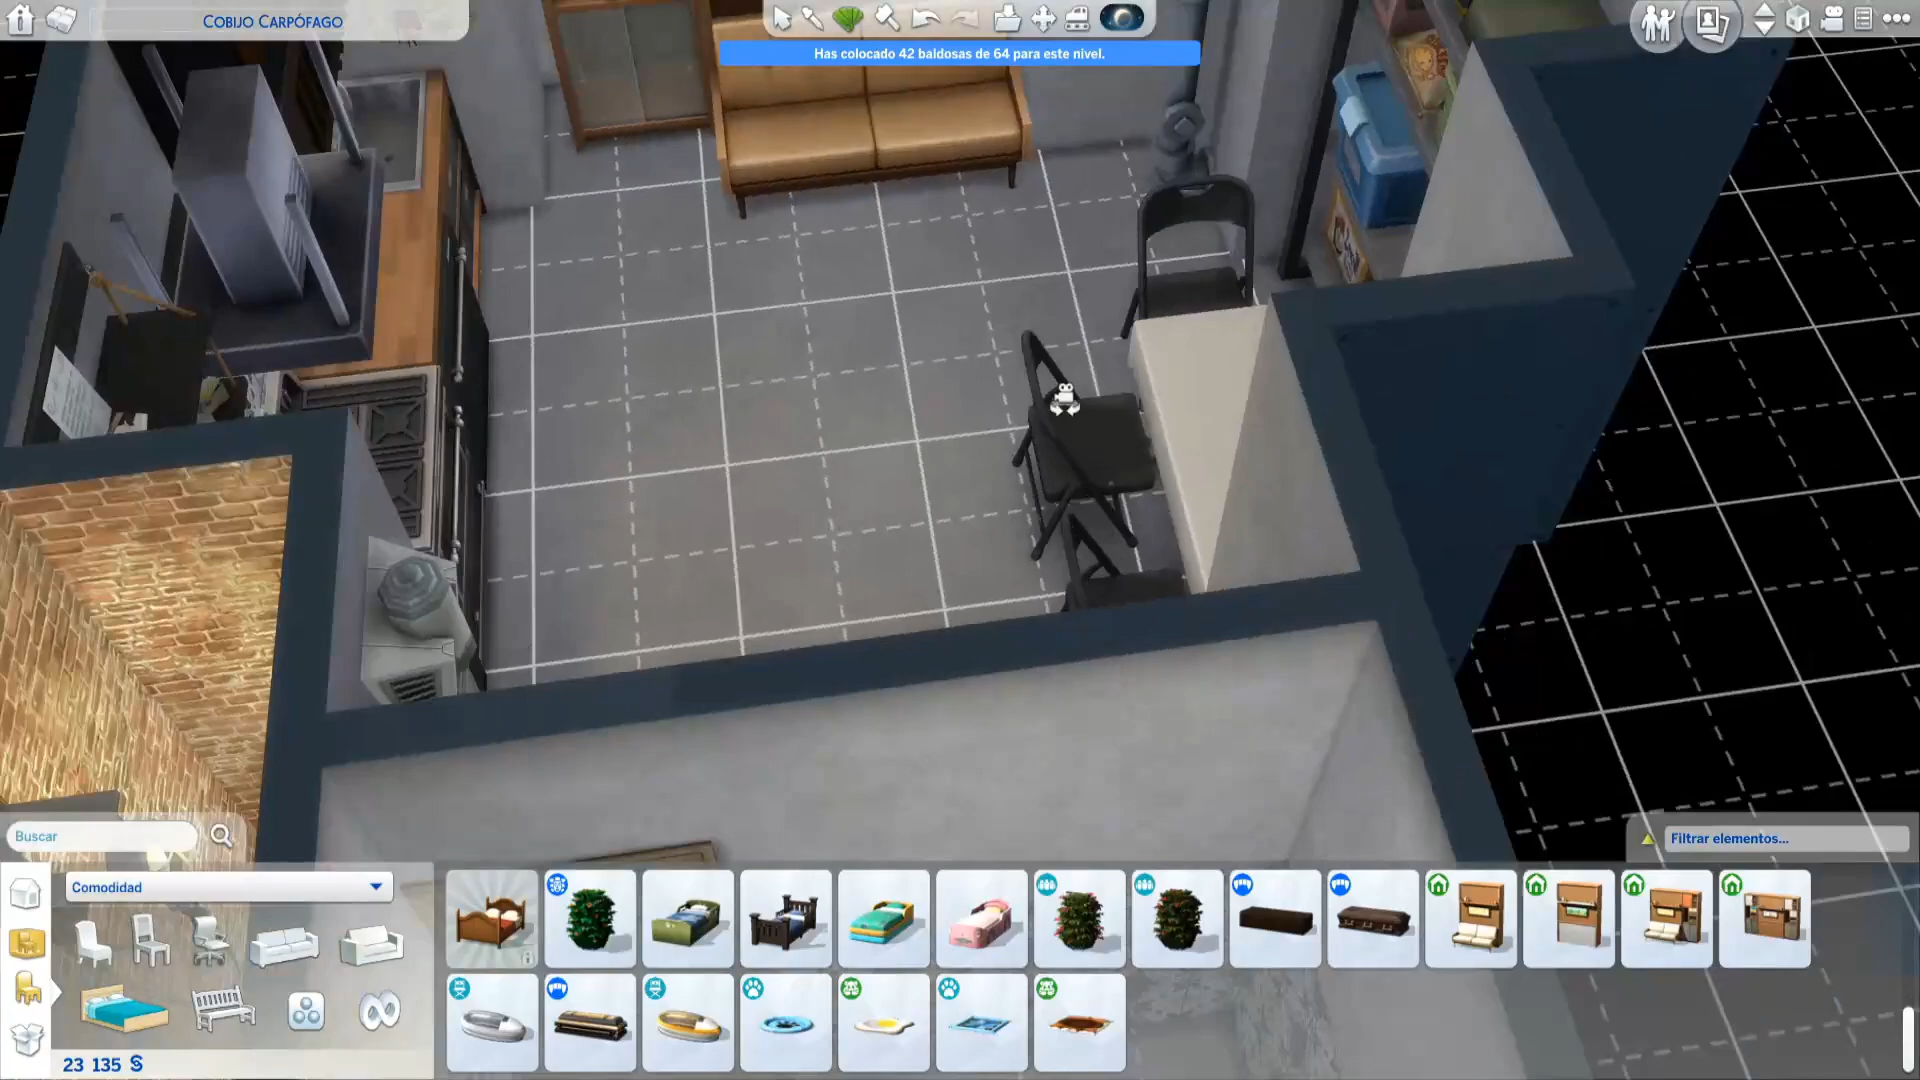 COBIJO CARPÓFAGO
Has colocado 42 baldosas de 64 para este nivel.
Buscar
Filtrar elementos...
Comodidad
23 135 §